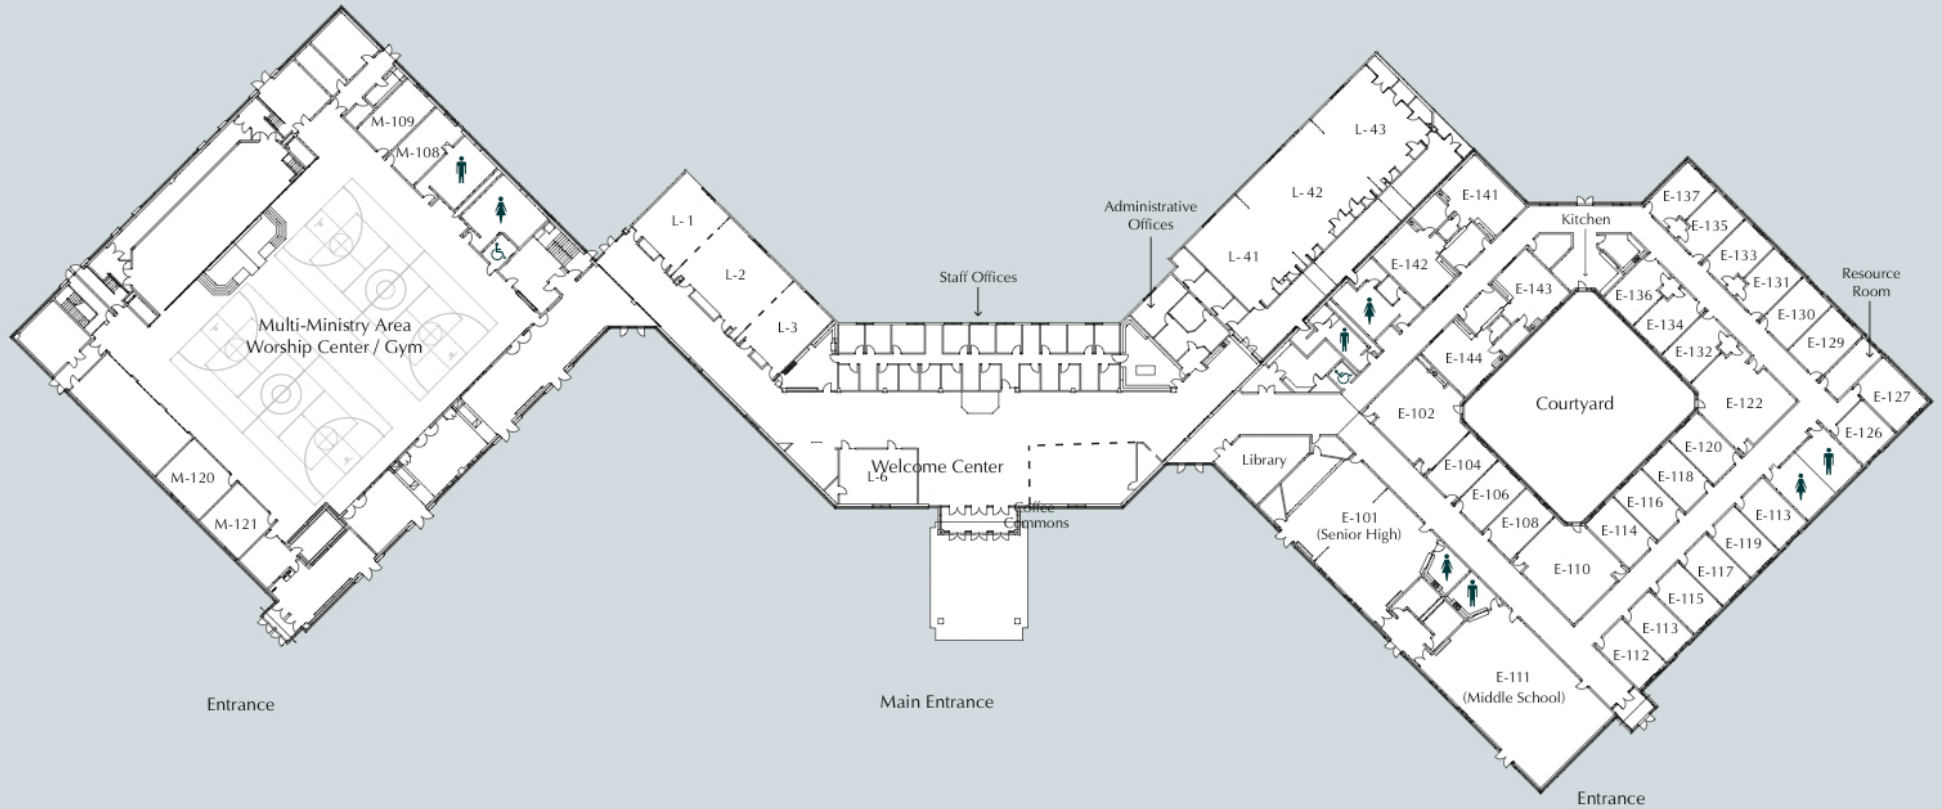 M-109
M-108
L- 1
L-2
L-3
Multi-Ministry Area
Worship Center / Gym
M-120
M-121
Entrance
Staff Offices
Administrative
Offices
Welcome Center
L-6
Coffee
Commons
Main Entrance
L- 43
L- 42
L- 41
Library
E-141
E-142
E-143
E-144
Kitchen
E-137
E-135
E-133
E-131
E-130
E-129
Resource
Room
E-127
E-126
E-136
E-134
E-132
E-122
E-120
E-118
E-116
E-114
E-110
E-108
E-106
E-104
E-102
Courtyard
E-101
(Senior High)
E-113
E-119
E-117
E-115
E-113
E-112
E-111
(Middle School)
Entrance